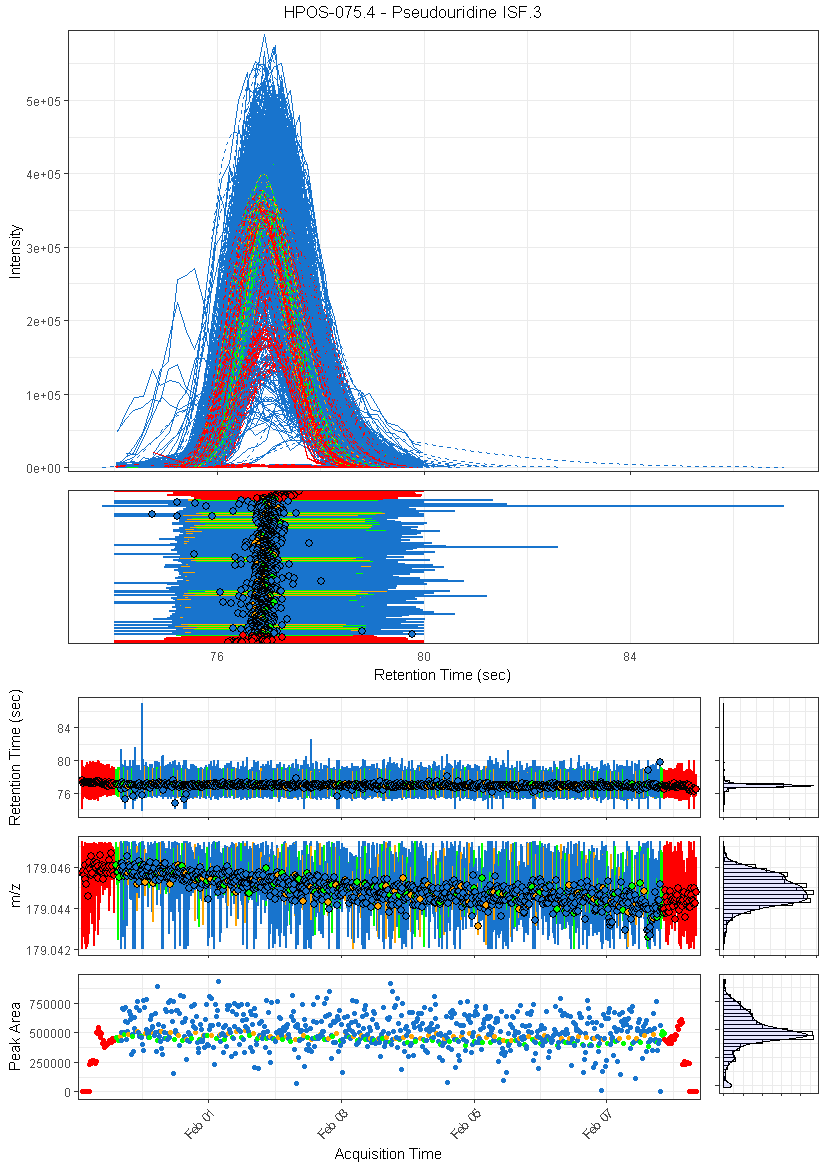 HPOS-075.4 - Pseudouridine ISF.3
5e+05
4e+05
3e+05
2e+05
1e+05
0e+00
Intensity
76
80
84
Retention Time (sec)
84
80
76
Retention Time (sec)
179.046
179.044
179.042
m/z
750000
500000
250000
0
Peak Area
Feb 01
Feb 03
Feb 05
Feb 07
Acquisition Time